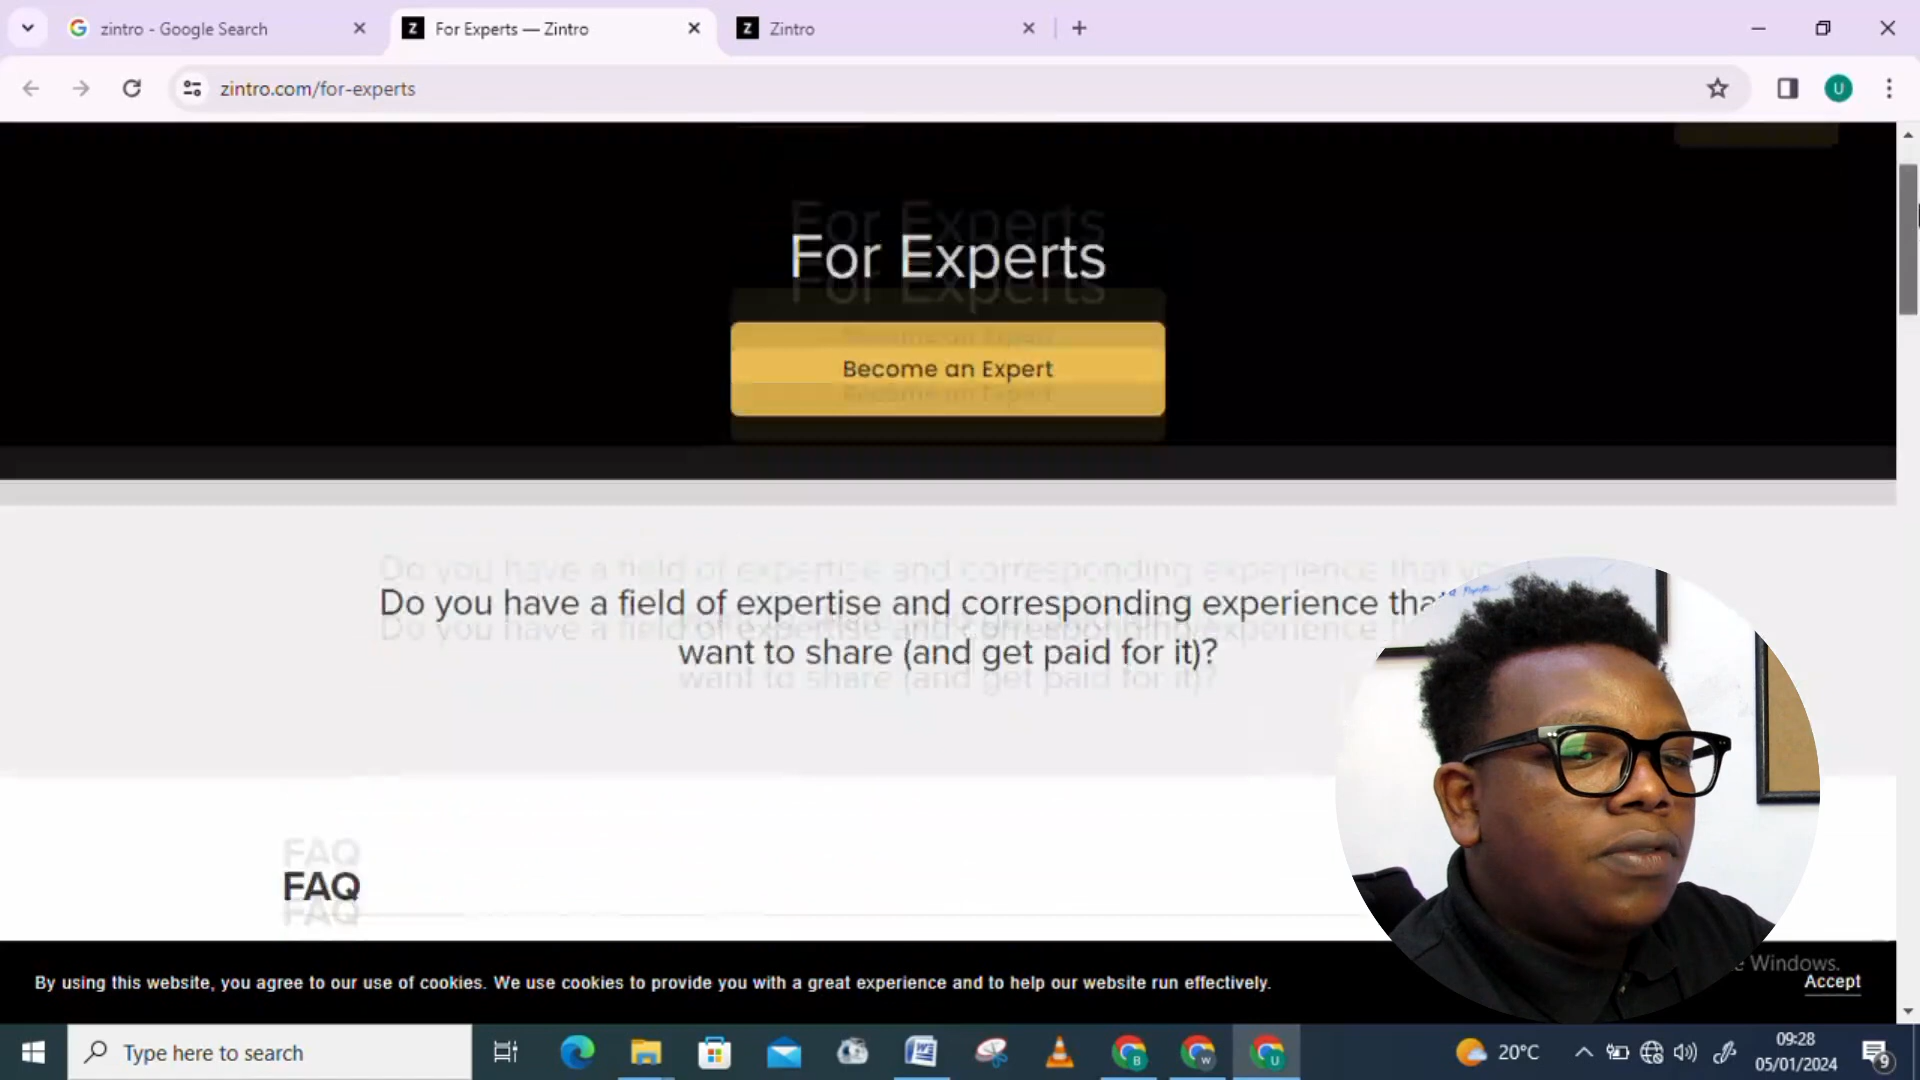 zintro - Google Search
For Experts — Zintro
Zintro
zintro.com/for-experts
U
For Experts
Become an Expert
Do you have a field of expertise and corresponding experience tha
want to share (and get paid for it)?
FAQ
By using this website, you agree to our use of cookies. We use cookies to provide you with a great experience and to help our website run effectively.
Windows.
Accept
Type here to search
20°C
09:28
05/01/2024
9